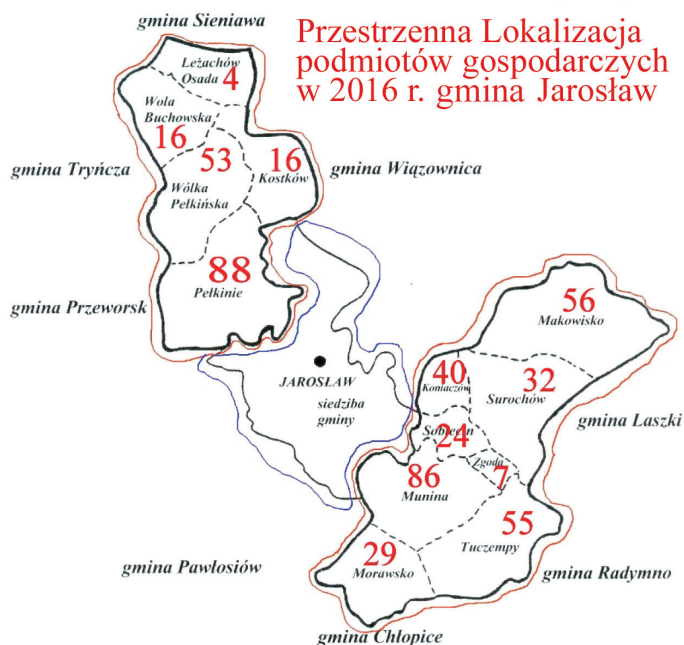 gmina Sieniawa
Przestrzenna Lokalizacja
podmiotów gospodarczych
w 2016 r. gmina Jarosław
Leżachów
Osada
4
Wola
Buchowska
16
53
16
Kostków
gmina Tryńcza
gmina Wiązownica
Wólka
Pełkińska
88
Pełkinie
gmina Przeworsk
56
Makowisko
JAROSŁAW
siedziba
gminy
40
Koniaczów
32
Surochów
gmina Laszki
Sobiecin
24
Zgoda
7
86
Munina
55
Tuczempy
29
Morawsko
gmina Pawłosiów
gmina Radymno
gmina Chłopice